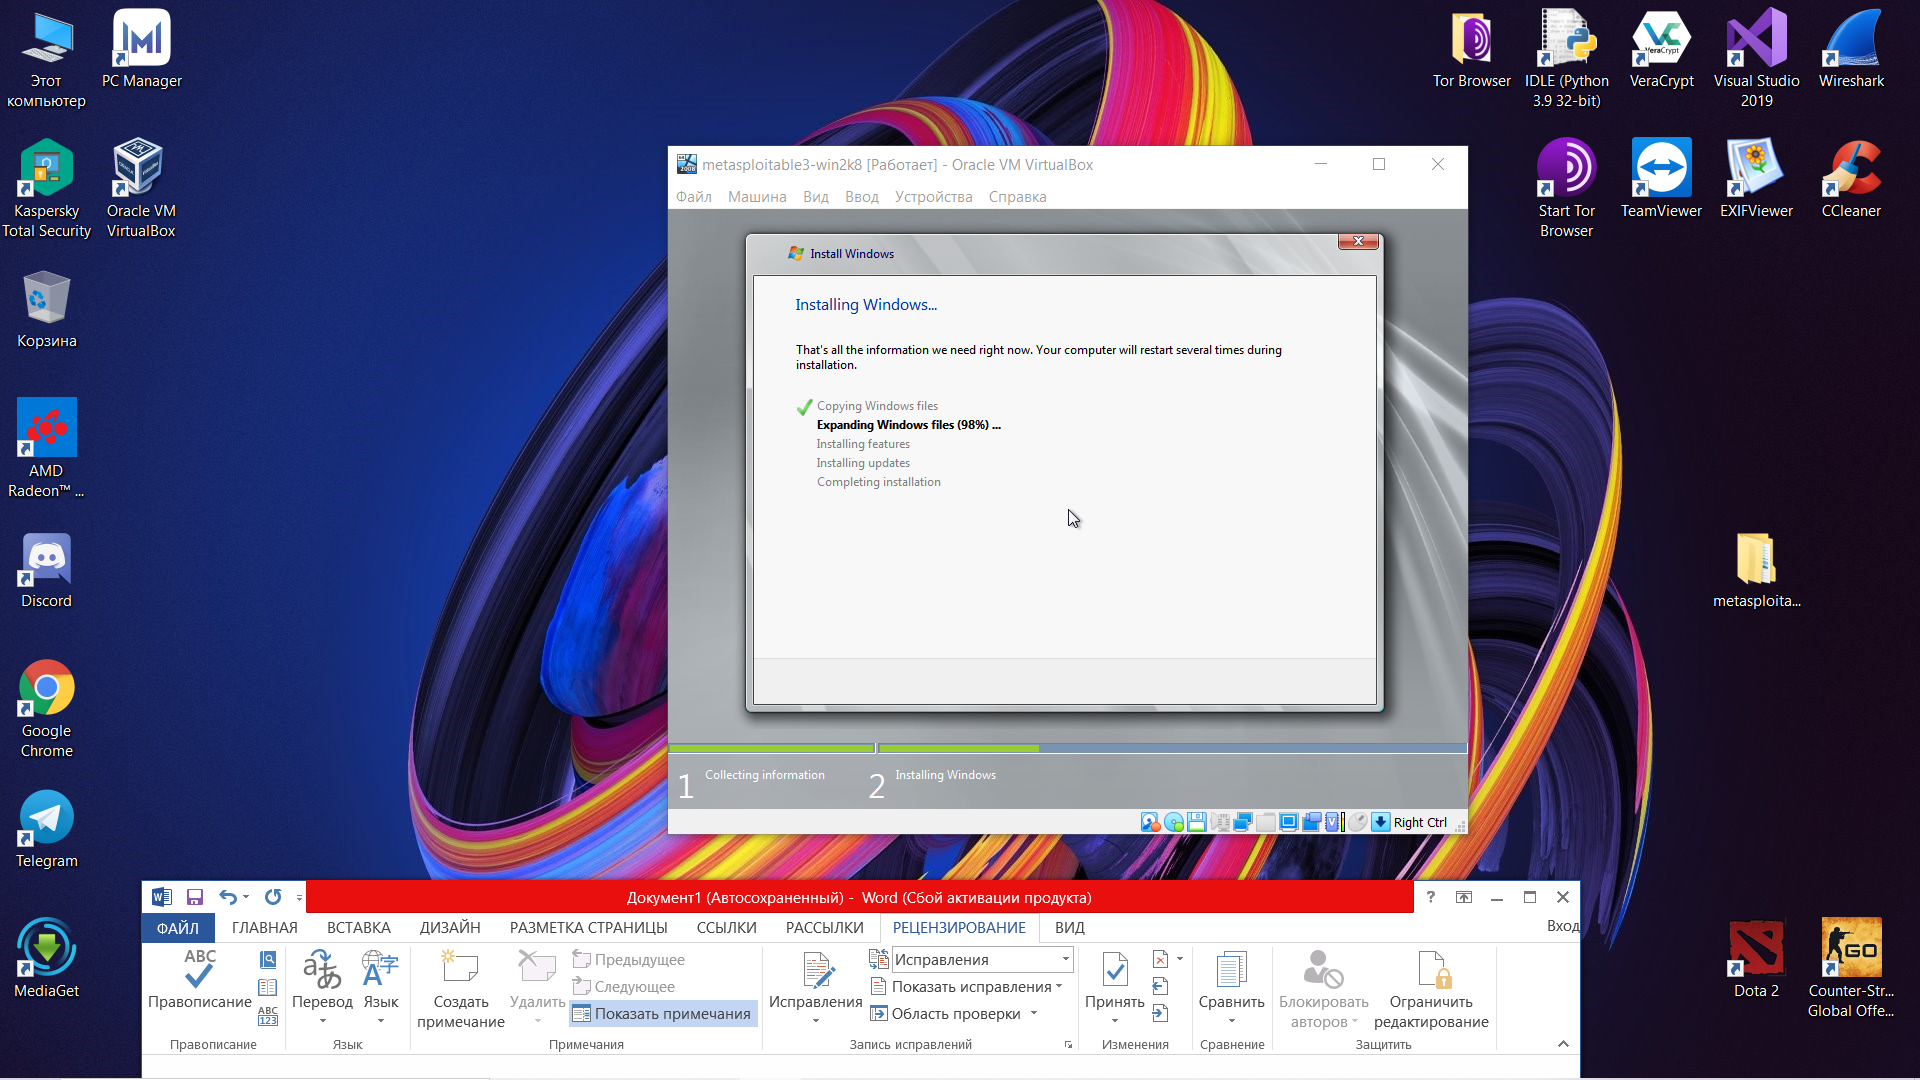 Этот
компьютер
PC Manager
Kaspersky
Total Security
Oracle VM
VirtualBox
Корзина
AMD
Radeon™ ...
Discord
Google
Chrome
Telegram
MediaGet
Tor Browser
IDLE (Python
3.9 32-bit)
VeraCrypt
VeraCrypt
Visual Studio
2019
Wireshark
Start Tor
Browser
TeamViewer
EXIFViewer
CCleaner
metasploita...
Dota 2
GO
Counter-Str...
Global Offe...
2008
metasploitable3-win2k8 [Работает] - Oracle VM VirtualBox
Файл Машина Вид Ввод Устройства Справка
Install Windows
Installing Windows...
That's all the information we need right now. Your computer will restart several times during
installation.
Copying Windows files
Expanding Windows files (98%) ...
Installing features
Installing updates
Completing installation
1 Collecting information 2 Installing Windows
Right Ctrl
Документ1 (Автосохраненный) - Word (Сбой активации продукта)
ФАЙЛ ГЛАВНАЯ ВСТАВКА ДИЗАЙН РАЗМЕТКА СТРАНИЦЫ ССЫЛКИ РАССЫЛКИ РЕЦЕНЗИРОВАНИЕ ВИД Вход
ABC
Правописание
ABC
123
Правописание
Перевод
Язык
Язык
Создать
примечание
Удалить
Предыдущее
Следующее
Показать примечания
Примечания
Исправления
Исправления
Показать исправления
Область проверки
Запись исправлений
Принять
Изменения
Сравнить
Сравнение
Блокировать
авторов
Ограничить
редактирование
Защитить